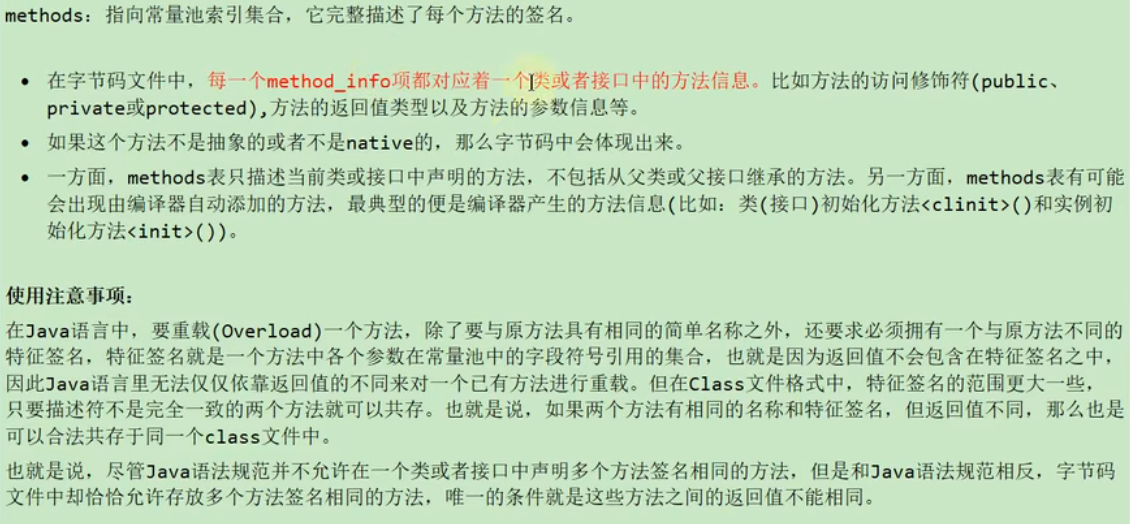 methods：指向常量池索引集合，它完整描述了每个方法的签名。
• 在字节码文件中，每一个method_info项都对应着一个类或者接口中的方法信息。比如方法的访问修饰符(public、
private或protected),方法的返回值类型以及方法的参数信息等。
• 如果这个方法不是抽象的或者不是native的，那么字节码中会体现出来。
• 一方面，methods表只描述当前类或接口中声明的方法，不包括从父类或父接口继承的方法。另一方面，methods表有可能
会出现由编译器自动添加的方法，最典型的便是编译器产生的方法信息(比如：类(接口)初始化方法<clinit>()和实例初
始化方法<init>())。
使用注意事项：
在Java语言中，要重载(Overload)一个方法，除了要与原方法具有相同的简单名称之外，还要求必须拥有一个与原方法不同的
特征签名，特征签名就是一个方法中各个参数在常量池中的字段符号引用的集合，也就是因为返回值不会包含在特征签名之中，
因此Java语言里无法仅仅依靠返回值的不同来对一个已有方法进行重载。但在Class文件格式中，特征签名的范围更大一些，
只要描述符不是完全一致的两个方法就可以共存。也就是说，如果两个方法有相同的名称和特征签名，但返回值不同，那么也是
可以合法共存于同一个class文件中。
也就是说，尽管Java语法规范并不允许在一个类或者接口中声明多个方法签名相同的方法，但是和Java语法规范相反，字节码
文件中却恰恰允许存放多个方法签名相同的方法，唯一的条件就是这些方法之间的返回值不能相同。